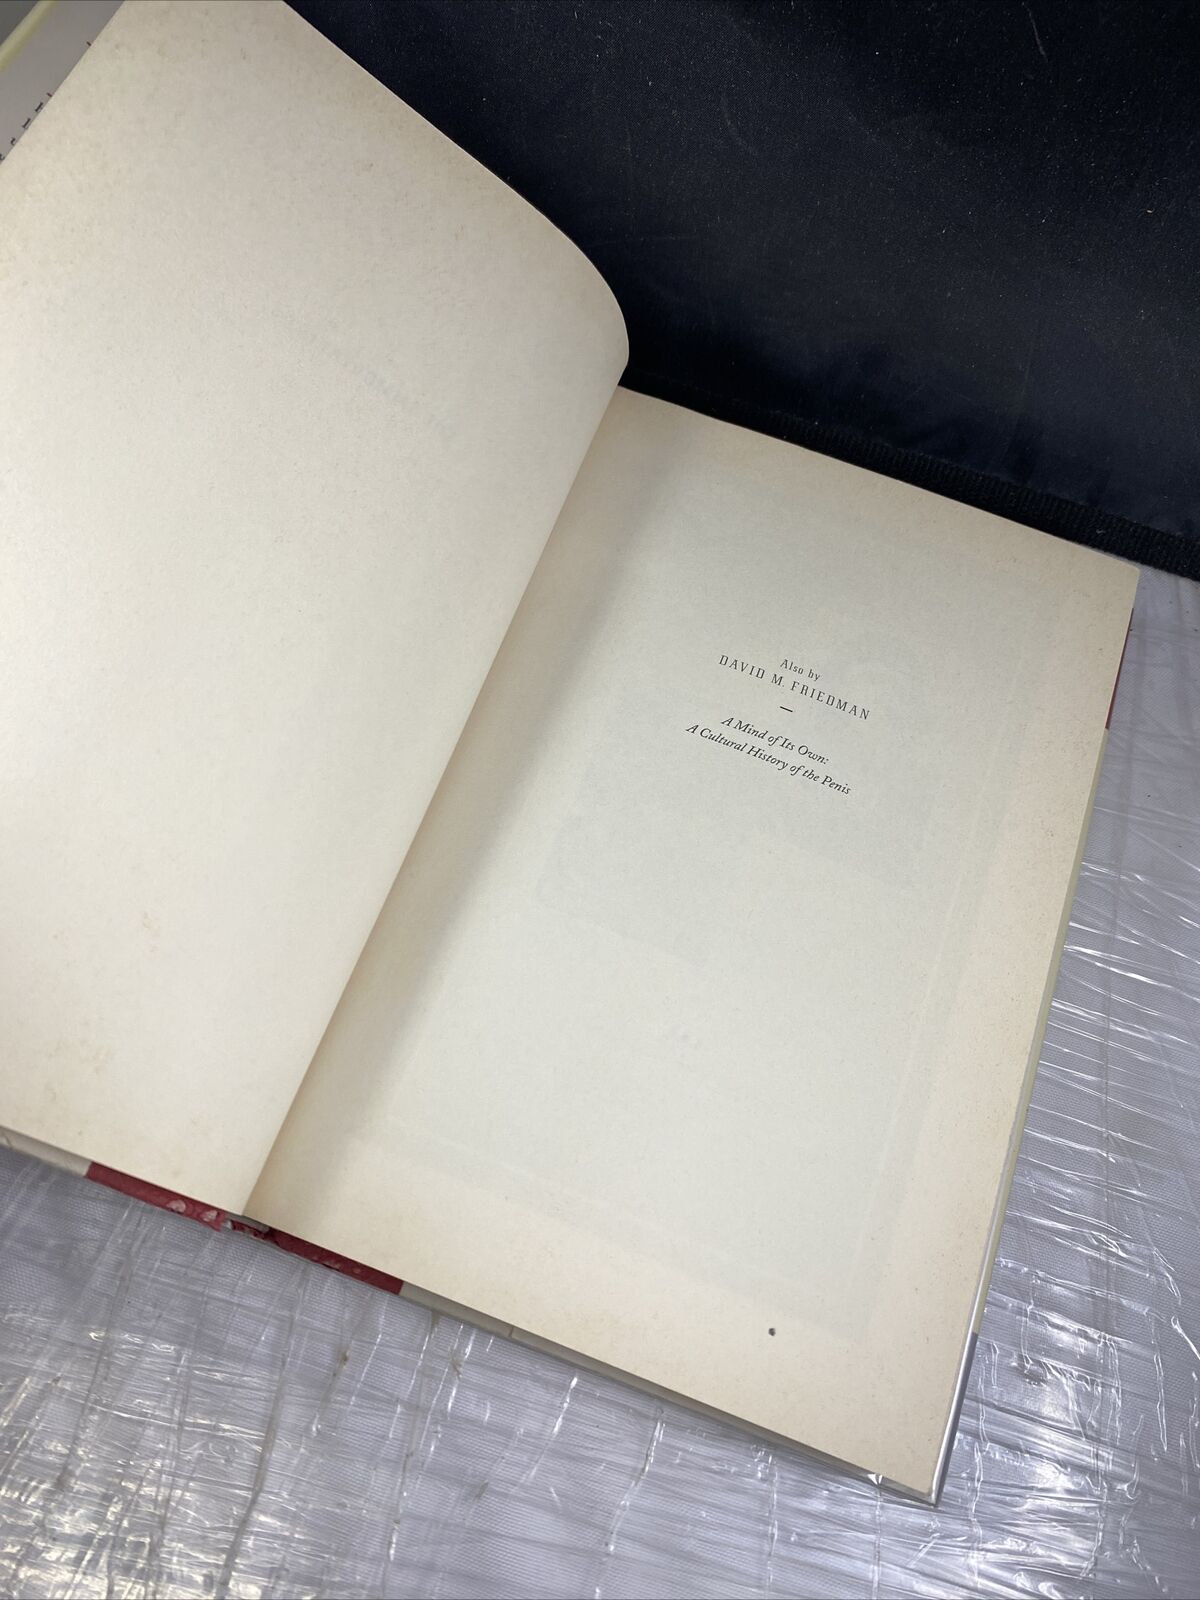 Also by
DAVID M. FRIEDMAN
—
A Mind of Its Own:
A Cultural History of the Penis